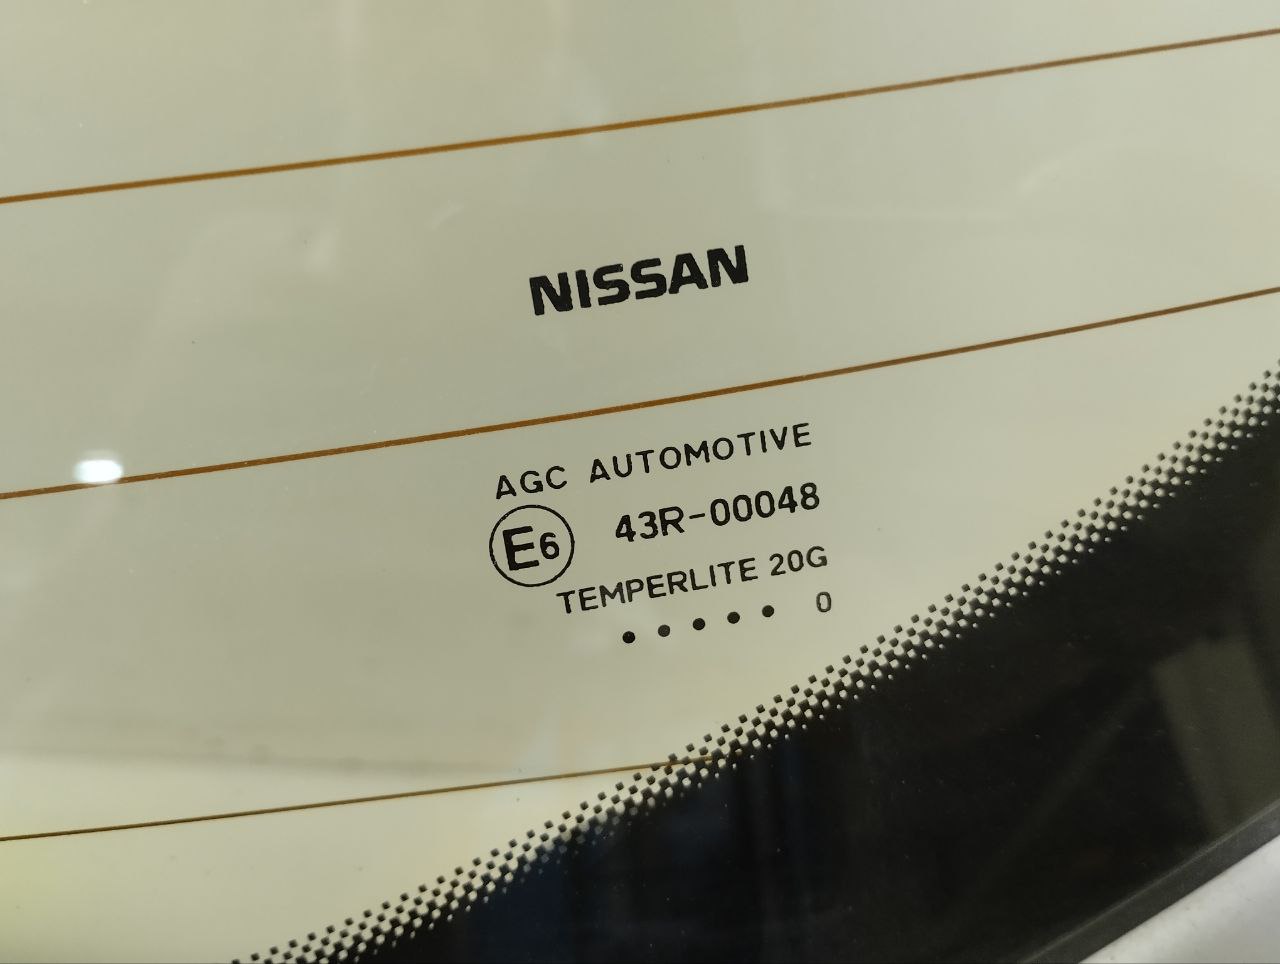 NISSAN
AGC AUTOMOTIVE
E6 43R-00048
TEMPERLITE 20G
• • • • • 0